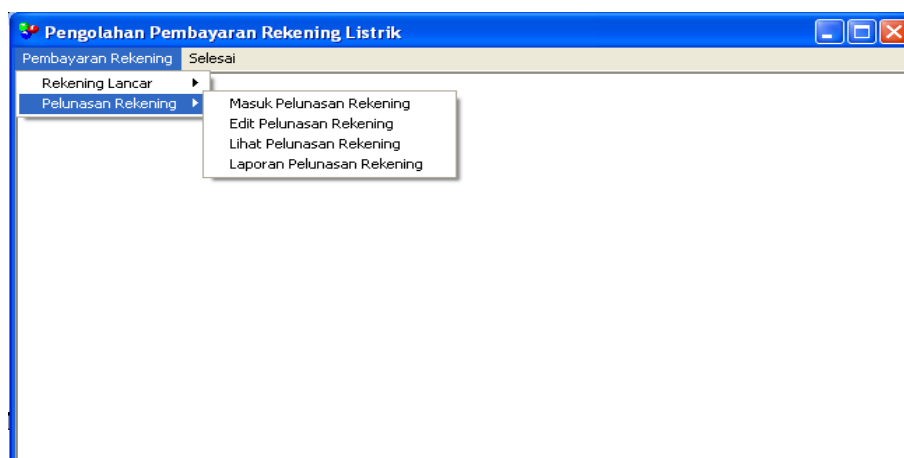 Pengolahan Pembayaran Rekening Listrik
Pembayaran Rekening Selesai
Rekening Lancar
Pelunasan Rekening
Masuk Pelunasan Rekening
Edit Pelunasan Rekening
Lihat Pelunasan Rekening
Laporan Pelunasan Rekening